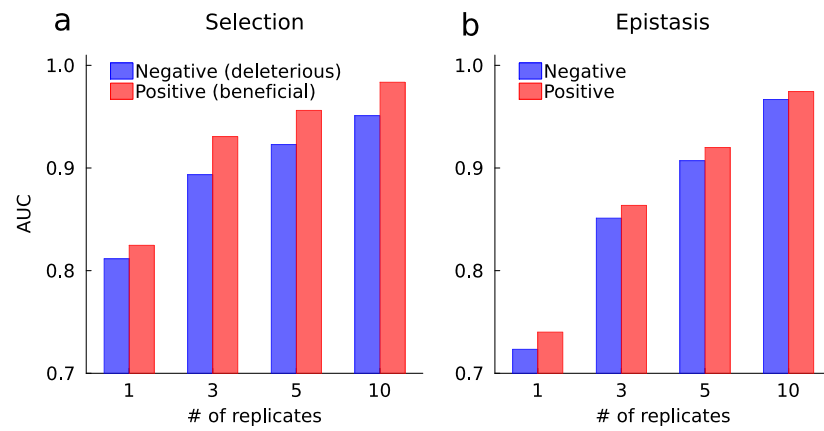 a Selection
Negative (deleterious)
Positive (beneficial)
AUC
1.0
0.9
0.8
0.7
1 3 5 10
# of replicates
b Epistasis
Negative
Positive
1.0
0.9
0.8
0.7
1 3 5 10
# of replicates